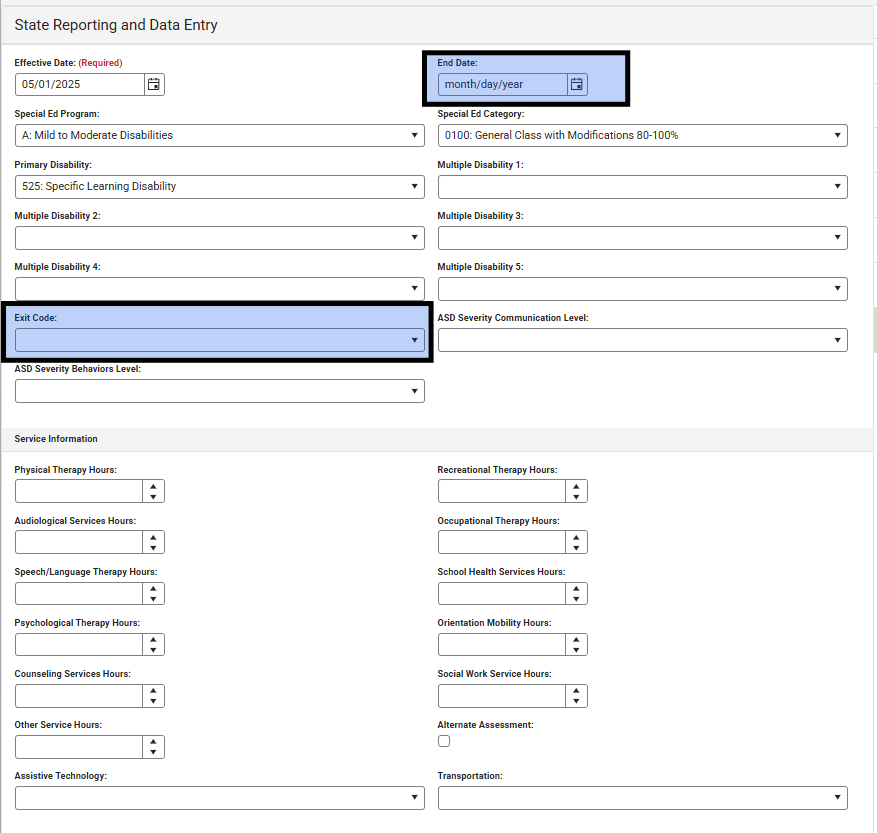 State Reporting and Data Entry
Effective Date: (Required)
End Date:
05/01/2025
month/day/year
Special Ed Program:
Special Ed Category:
A: Mild to Moderate Disabilities
0100: General Class with Modifications 80-100%
Primary Disability:
Multiple Disability 1:
525: Specific Learning Disability
Multiple Disability 2:
Multiple Disability 3:
Multiple Disability 4:
Multiple Disability 5:
Exit Code:
ASD Severity Communication Level:
ASD Severity Behaviors Level:
Service Information
Physical Therapy Hours:
Recreational Therapy Hours:
Audiological Services Hours:
Occupational Therapy Hours:
Speech/Language Therapy Hours:
School Health Services Hours:
Psychological Therapy Hours:
Orientation Mobility Hours:
Counseling Services Hours:
Social Work Service Hours:
Other Service Hours:
Alternate Assessment:
Assistive Technology:
Transportation: